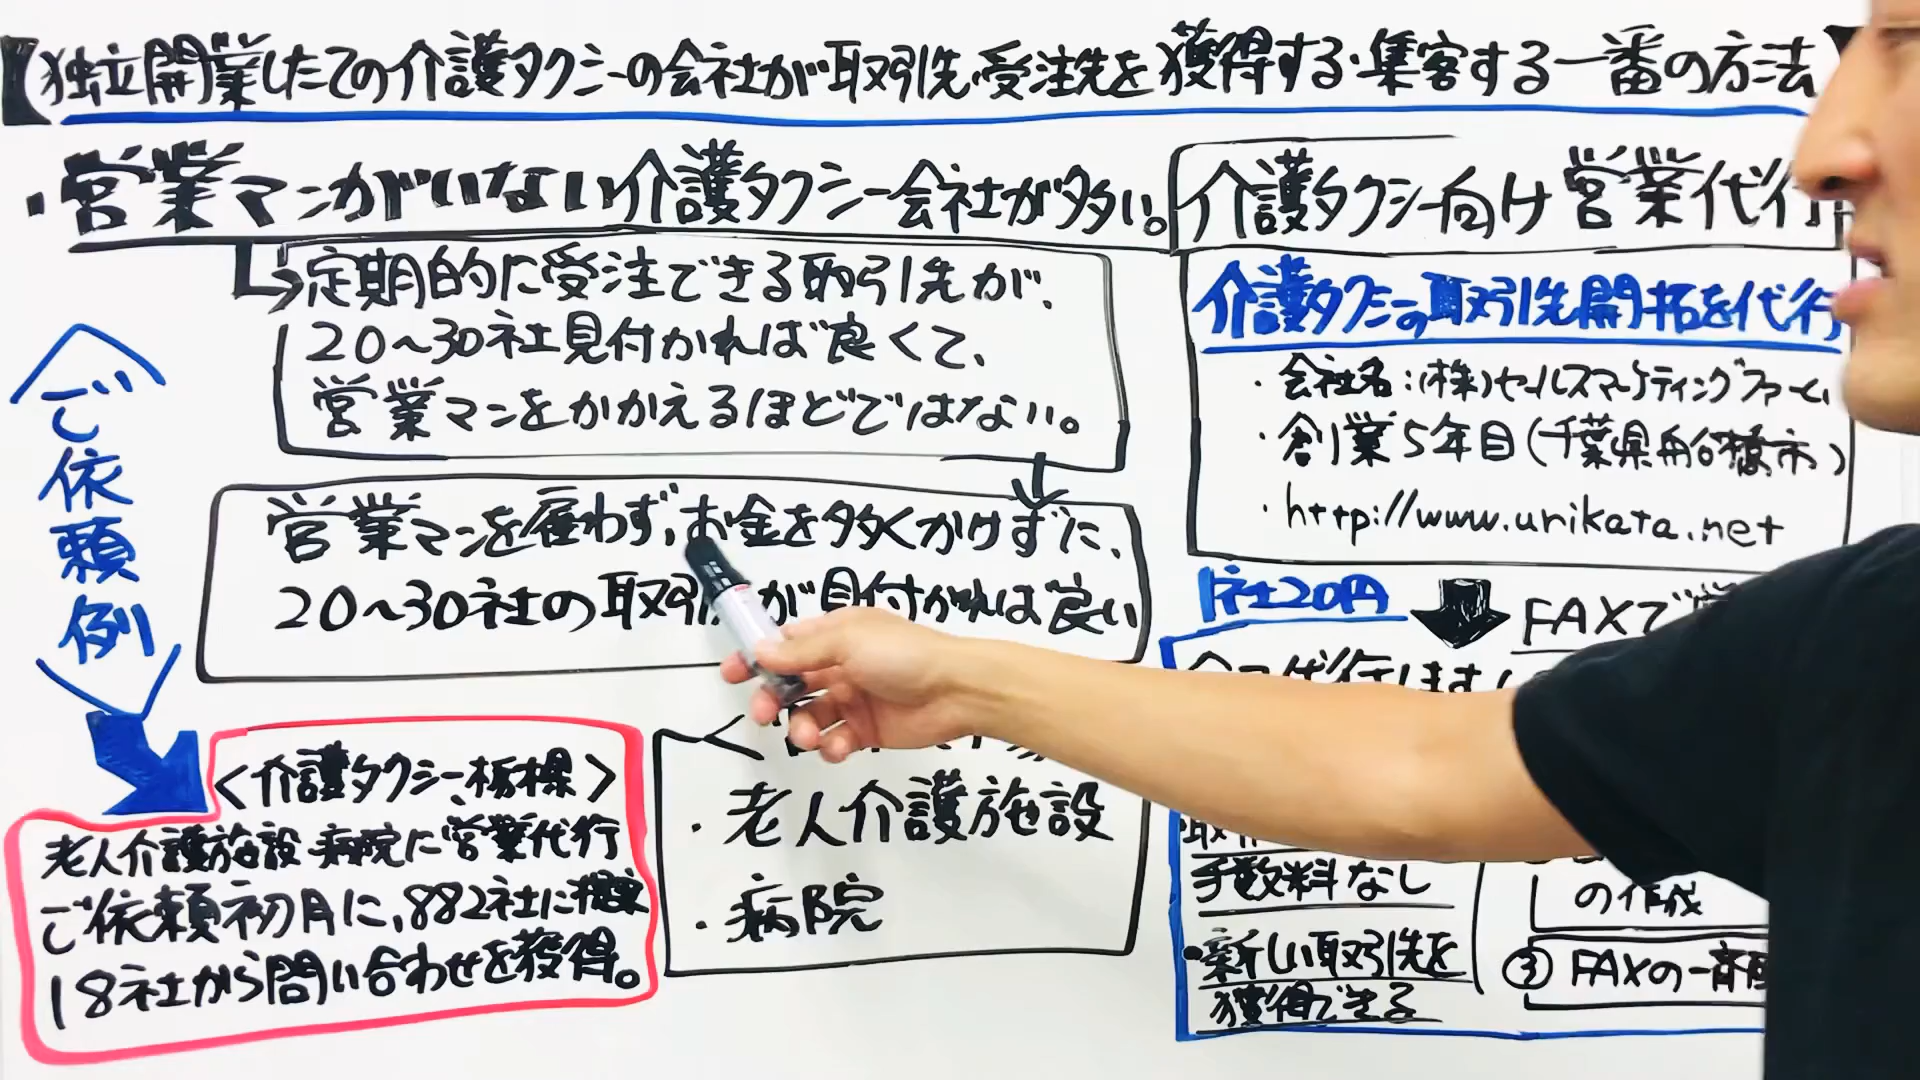 【独立開業したての介護タクシーの会社が取引先・受注先を獲得する・集客する一番の方法】
・営業マンがいない介護タクシー会社が多い。
定期的に受注できる取引先が、
20〜30社見付かれば良くて、
営業マンをかかえるほどではない。
営業マンを雇わず、お金を多くかけずに、
20〜30社の取引 が見付かれば良い
〈ご依頼例〉
<介護タクシー、栃木県>
老人介護施設・病院に営業代行
ご依頼初月に、882社に
18社から問い合わせを獲得。
・老人介護施設
・病院
介護タクシー向け営業代行
介護タクシーの取引先開拓を代行
・会社名:(株)セールスマーケティングファーム
・創業5年目(千葉県船橋市)
・http://www.urikata.net
1社20円
FAXで営
代行します
手数料なし
・新しい取引先を
獲得できる
の作成
③ FAXの一斉